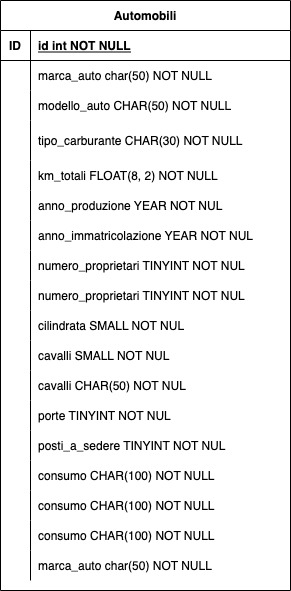 Automobili
ID id int NOT NULL
marca_auto char(50) NOT NULL
modello_auto CHAR(50) NOT NULL
tipo_carburante CHAR(30) NOT NULL
km_totali FLOAT(8, 2) NOT NULL
anno_produzione YEAR NOT NUL
anno_immatricolazione YEAR NOT NUL
numero_proprietari TINYINT NOT NUL
numero_proprietari TINYINT NOT NUL
cilindrata SMALL NOT NUL
cavalli SMALL NOT NUL
cavalli CHAR(50) NOT NUL
porte TINYINT NOT NUL
posti_a_sedere TINYINT NOT NUL
consumo CHAR(100) NOT NULL
consumo CHAR(100) NOT NULL
consumo CHAR(100) NOT NULL
marca_auto char(50) NOT NULL